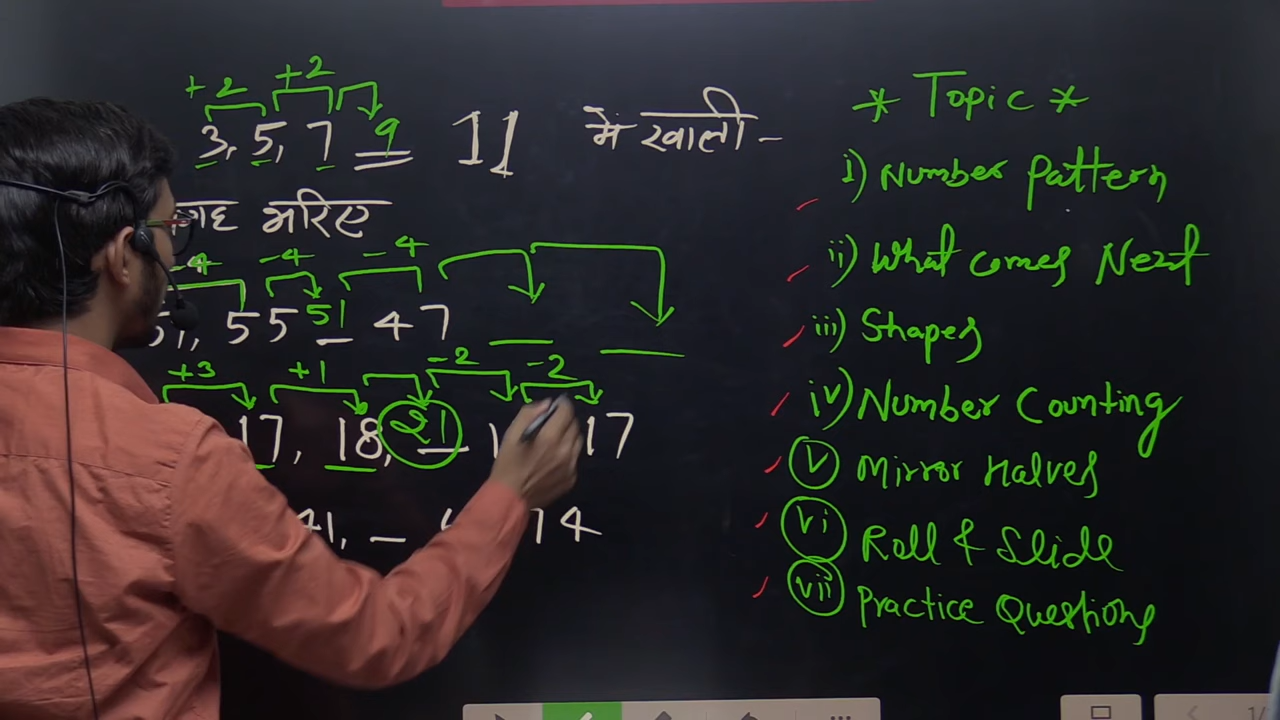 +2 +2
3, 5, 7 9 11 में खाली -
भरिए
-4 -4 -4
55 51 47
+3 +1 -2 -2
17, 18, 21 17
41, _ 74
* Topic *
i) Number Pattern
ii) What comes Next
iii) Shapes
iv) Number Counting
v Mirror Halves
vi Roll & Slide
vii Practice Questions